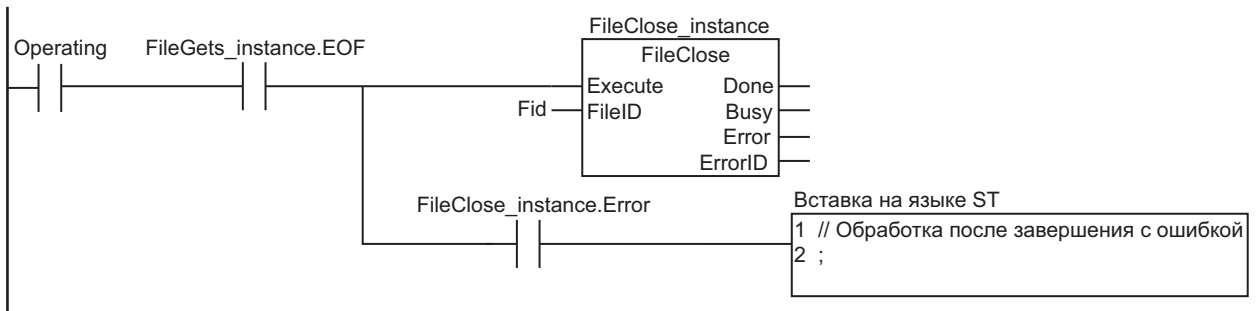 FileClose_instance
Operating
FileGets_instance.EOF
FileClose
Execute Done
Fid FileID Busy
Error
ErrorID
FileClose_instance.Error
Вставка на языке ST
1 // Обработка после завершения с ошибкой
2 ;